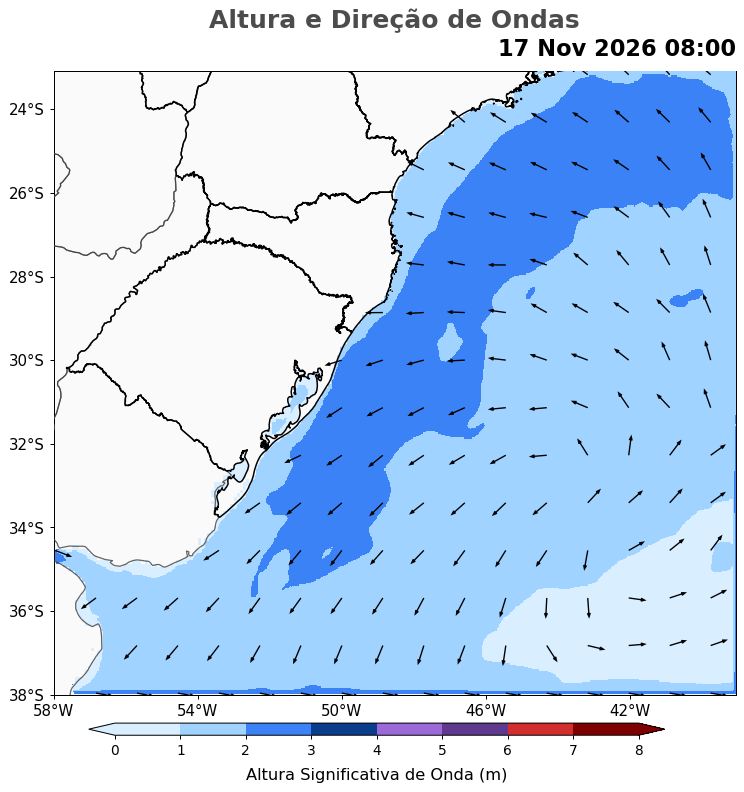 Altura e Direção de Ondas
17 Nov 2026 08:00
24°S
26°S
28°S
30°S
32°S
34°S
36°S
38°S
58°W 54°W 50°W 46°W 42°W
0 1 2 3 4 5 6 7 8
Altura Significativa de Onda (m)